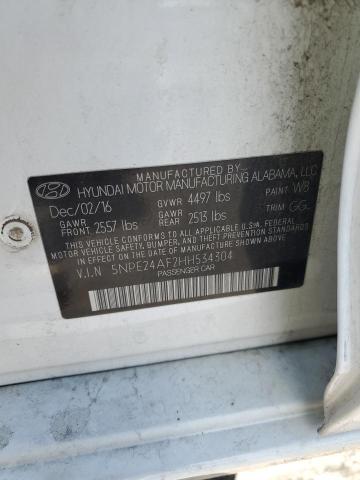 MANUFACTURED BY
HYUNDAI MOTOR MANUFACTURING ALABAMA, LLC
Dec/02/16 GVWR 4497 lbs PAINT W8
GAWR GAWR
FRONT 2557 lbs REAR 2513 lbs TRIM GG
THIS VEHICLE CONFORMS TO ALL APPLICABLE U.S.A. FEDERAL
MOTOR VEHICLE SAFETY, BUMPER, AND THEFT PREVENTION
STANDARDS IN EFFECT ON THE DATE OF MANUFACTURE SHOWN ABOVE.
V.I.N 5NPE24AF2HH534304
PASSENGER CAR